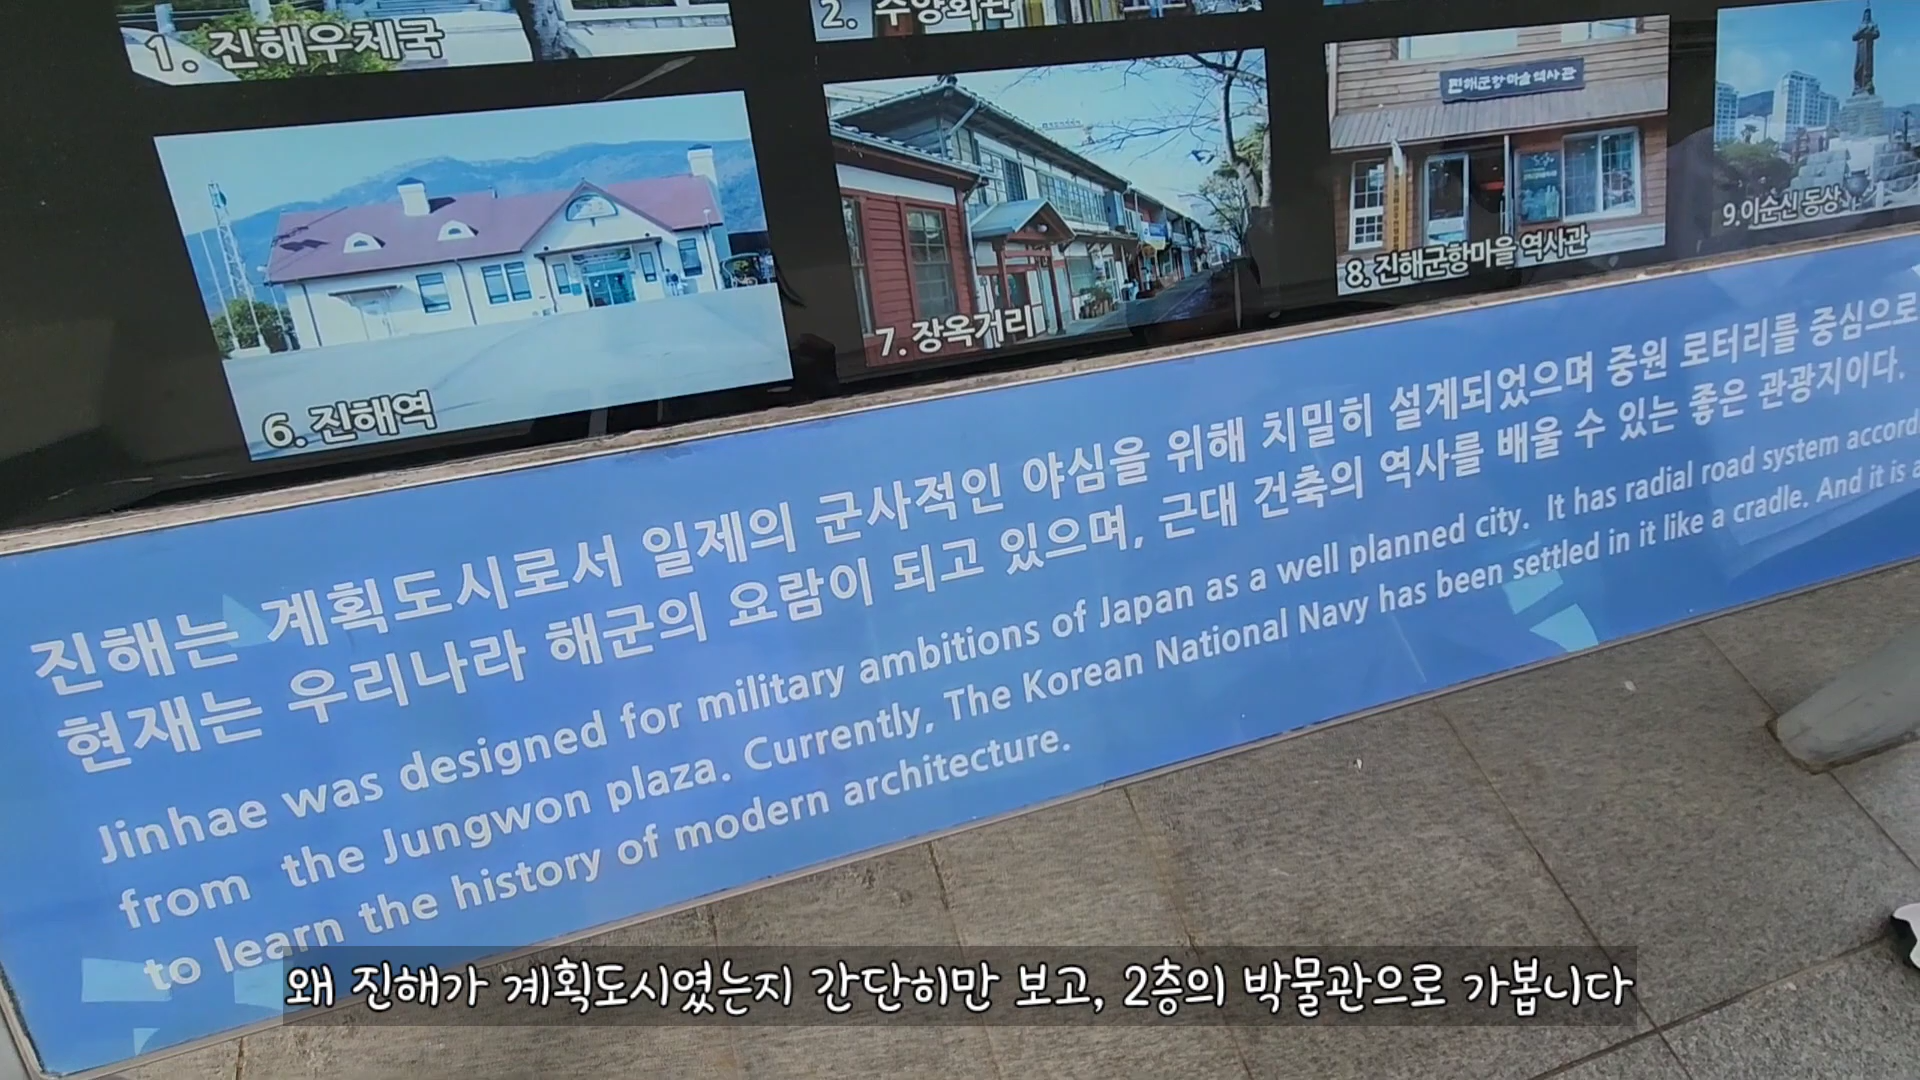 1. 진해우체국
2. 수양회관
진해군항마을역사관
6. 진해역
7. 장옥거리
8. 진해군항마을 역사관
9.이순신 동상
진해는 계획도시로서 일제의 군사적인 야심을 위해 치밀히 설계되었으며 중원 로터리를 중심으로
현재는 우리나라 해군의 요람이 되고 있으며, 근대 건축의 역사를 배울 수 있는 좋은 관광지이다.
Jinhae was designed for military ambitions of Japan as a well planned city. It has radial road system accord
from the Jungwon plaza. Currently, The Korean National Navy has been settled in it like a cradle. And it is a
to learn the history of modern architecture.
왜 진해가 계획도시였는지 간단히만 보고, 2층의 박물관으로 가봅니다